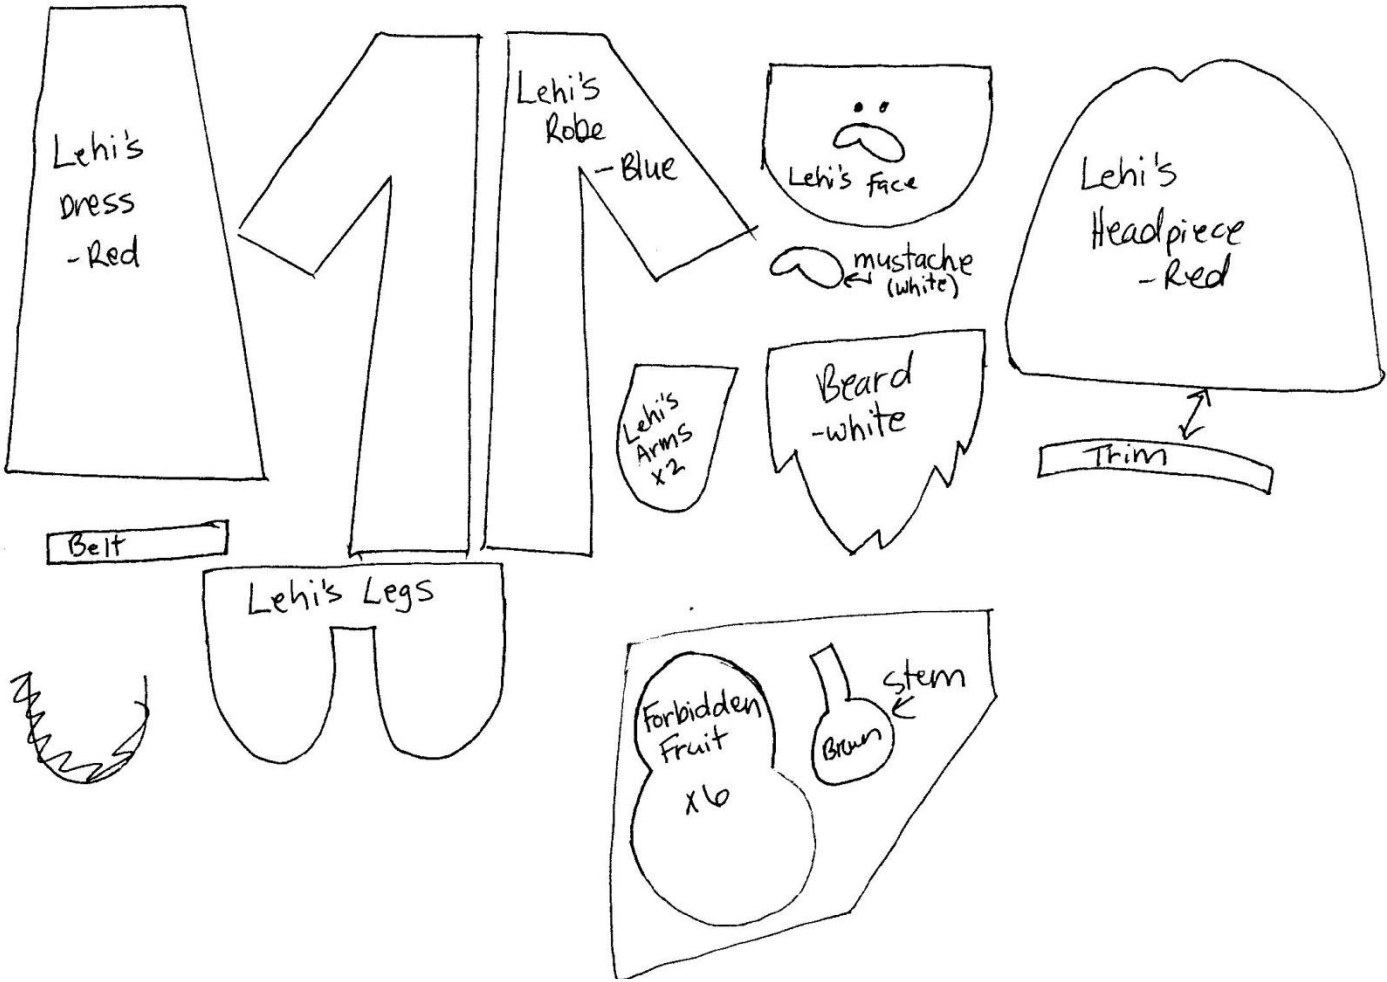 Lehi's
Dress
-Red
Lehi's
Robe
-Blue
Lehi's face
mustache
(white)
Lehi's
Headpiece
-Red
Lehi's
Arms
x2
Beard
-white
Trim
Belt
Lehi's Legs
Forbidden
Fruit
x6
stem
Brown